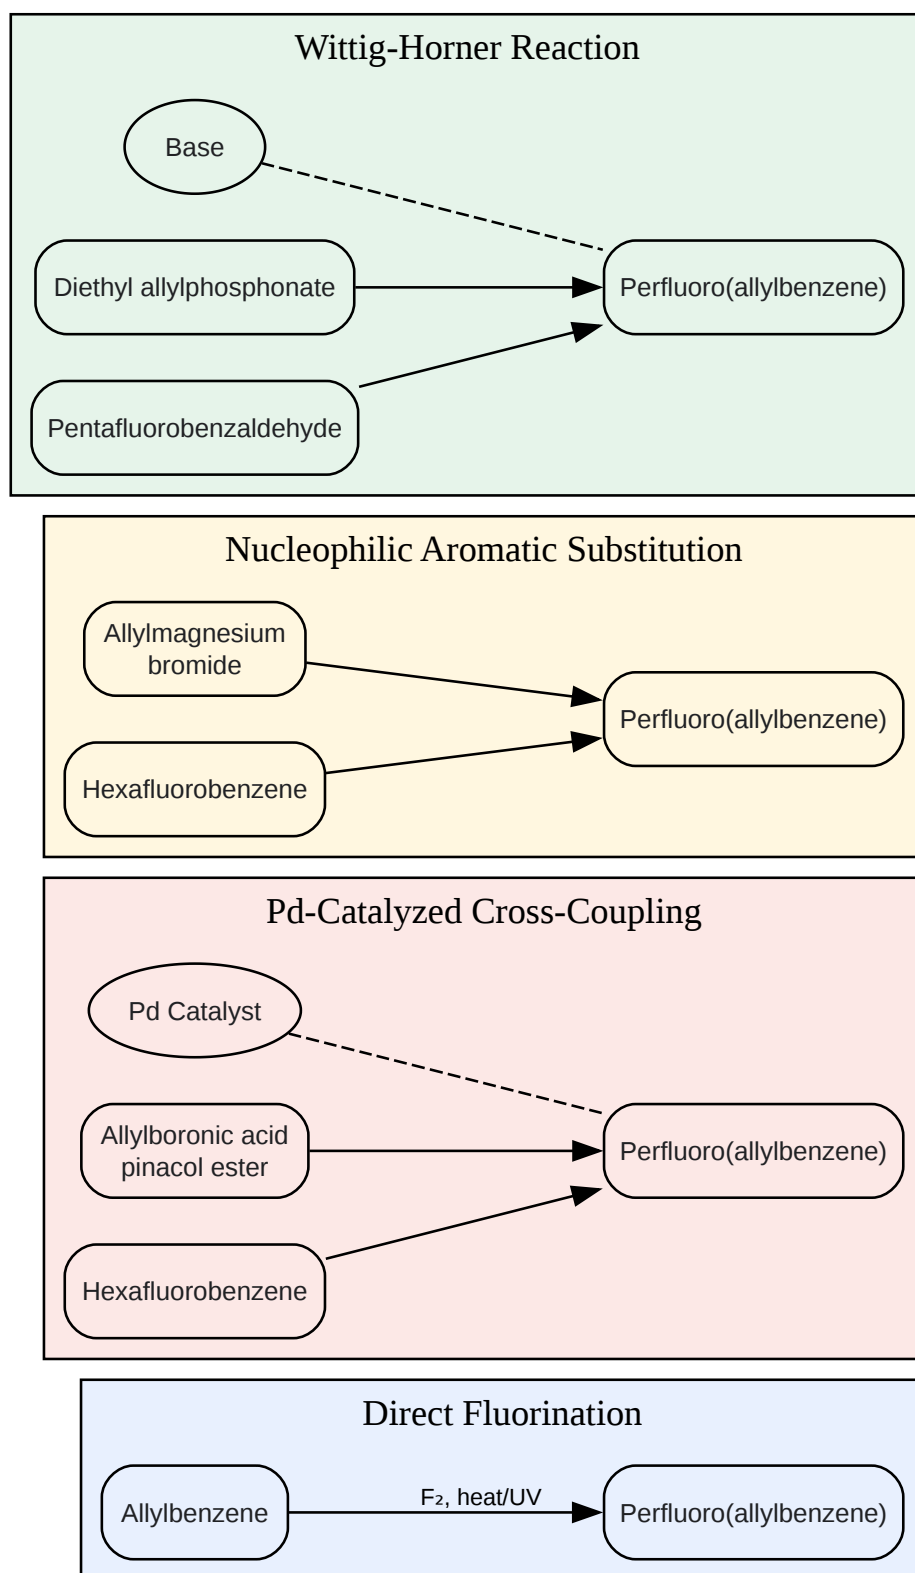 Wittig-Horner Reaction
Base
Diethyl allylphosphonate
Perfluoro(allylbenzene)
Pentafluorobenzaldehyde
Nucleophilic Aromatic Substitution
Allylmagnesium
bromide
Perfluoro(allylbenzene)
Hexafluorobenzene
Pd-Catalyzed Cross-Coupling
Pd Catalyst
Allylboronic acid
pinacol ester
Perfluoro(allylbenzene)
Hexafluorobenzene
Direct Fluorination
Allylbenzene
F₂, heat/UV
Perfluoro(allylbenzene)